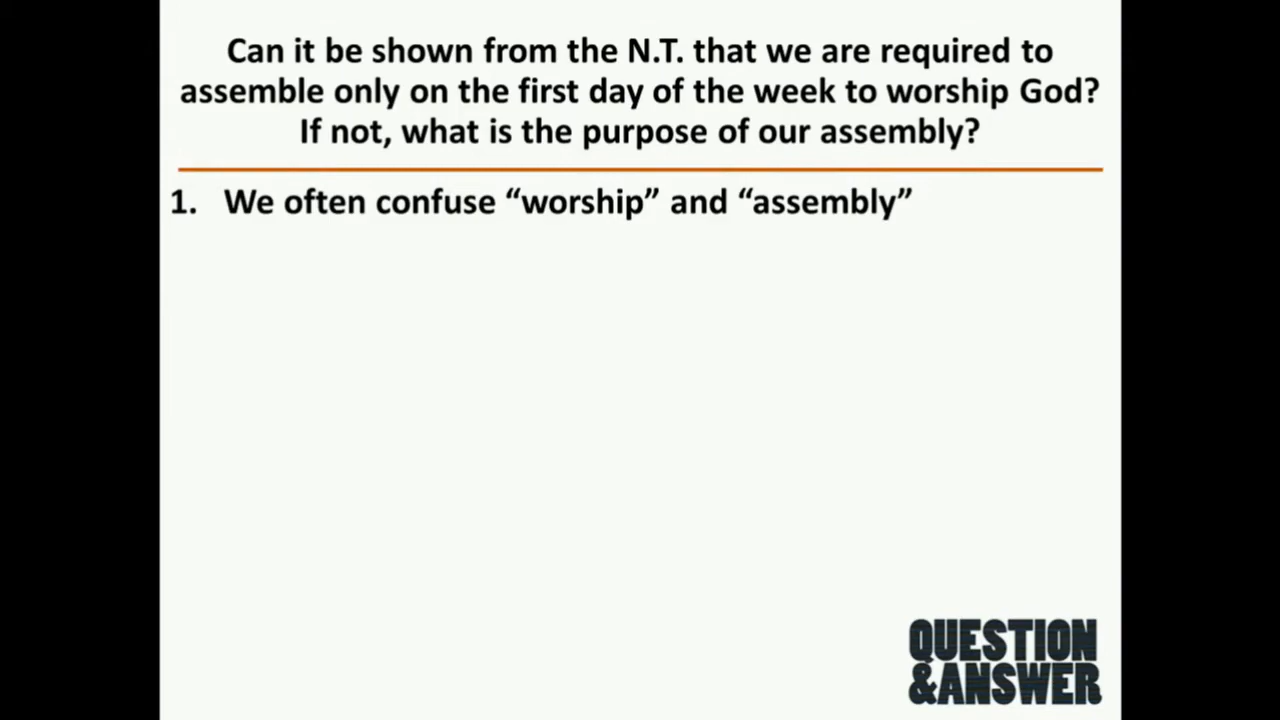 Can it be shown from the N.T. that we are required to
assemble only on the first day of the week to worship God?
If not, what is the purpose of our assembly?
1. We often confuse “worship” and “assembly”
QUESTION
&ANSWER